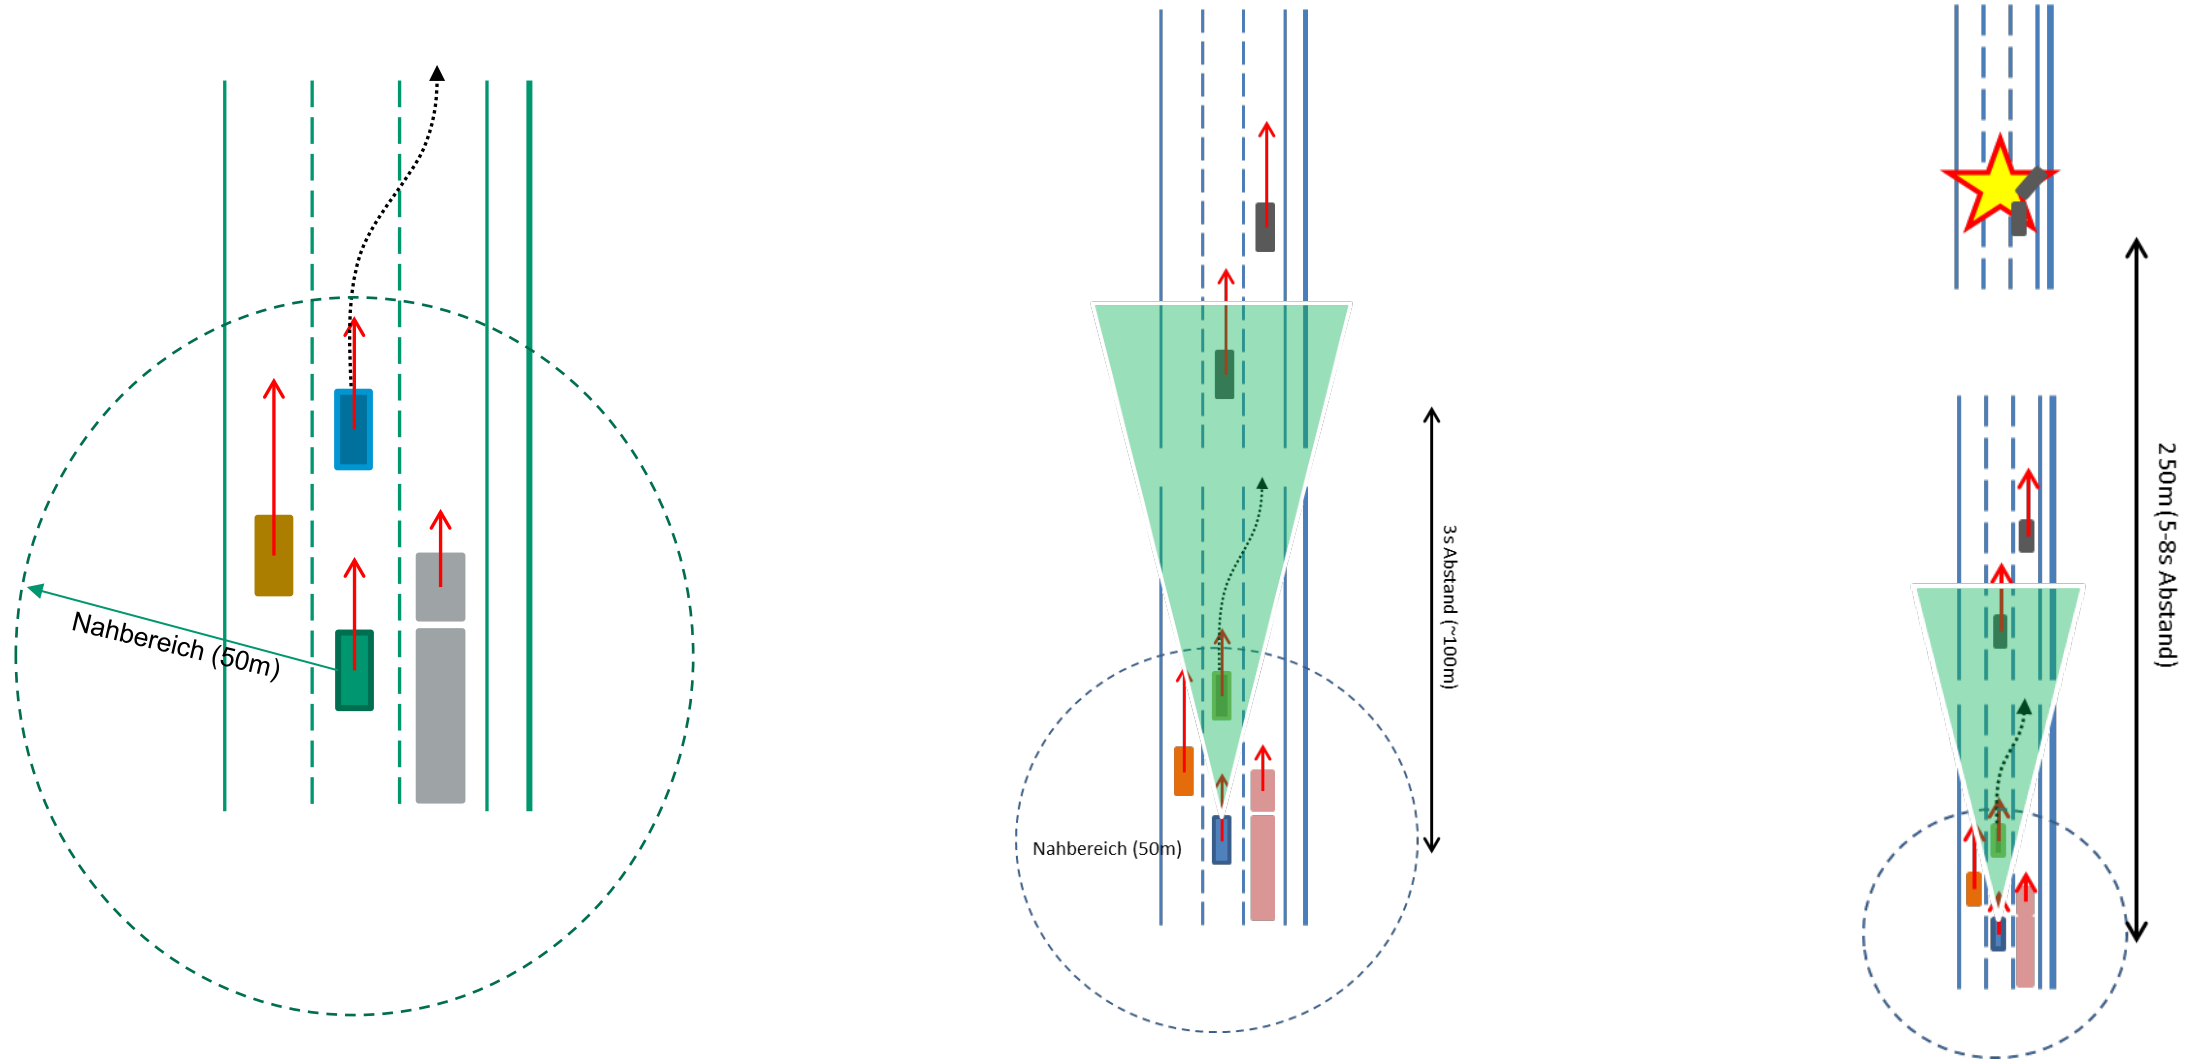 Nahbereich (50m)
3s Abstand (~100m)
Nahbereich (50m)
250m (5-8s Abstand)